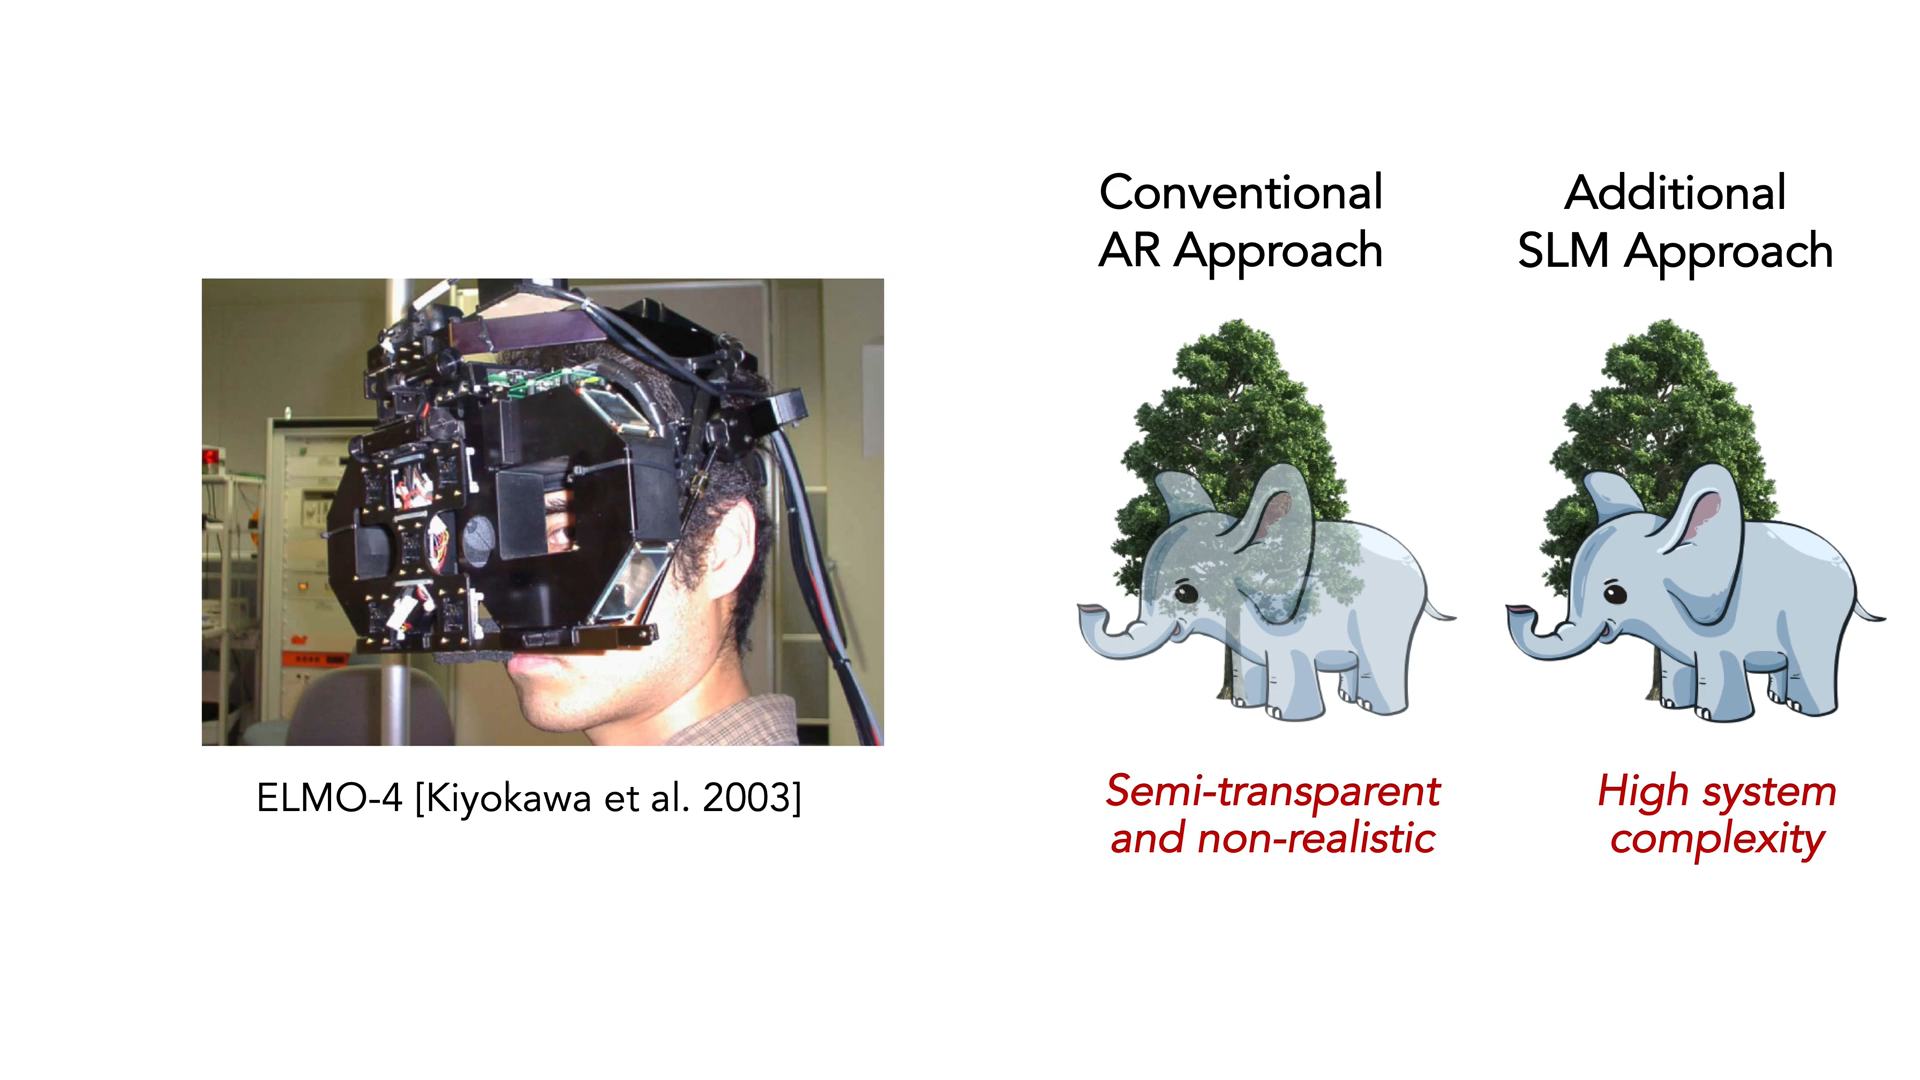 Conventional
AR Approach
Additional
SLM Approach
ELMO-4 [Kiyokawa et al. 2003]
Semi-transparent
and non-realistic
High system
complexity